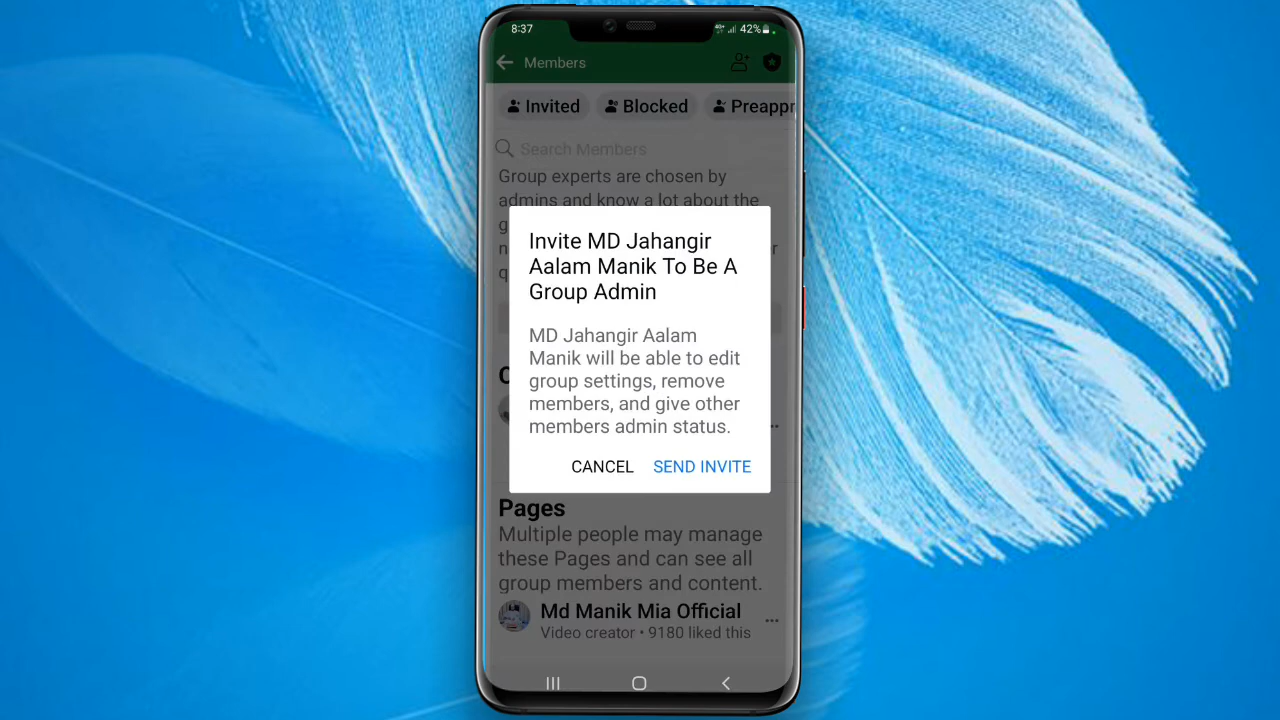 8:37
42%
Members
Invited
Blocked
Preappr
Search Members
Group experts are chosen by
admins and know a lot about the
Invite MD Jahangir
Aalam Manik To Be A
Group Admin
MD Jahangir Aalam
Manik will be able to edit
group settings, remove
members, and give other
members admin status.
CANCEL SEND INVITE
Pages
Multiple people may manage
these Pages and can see all
group members and content.
Md Manik Mia Official
Video creator • 9180 liked this